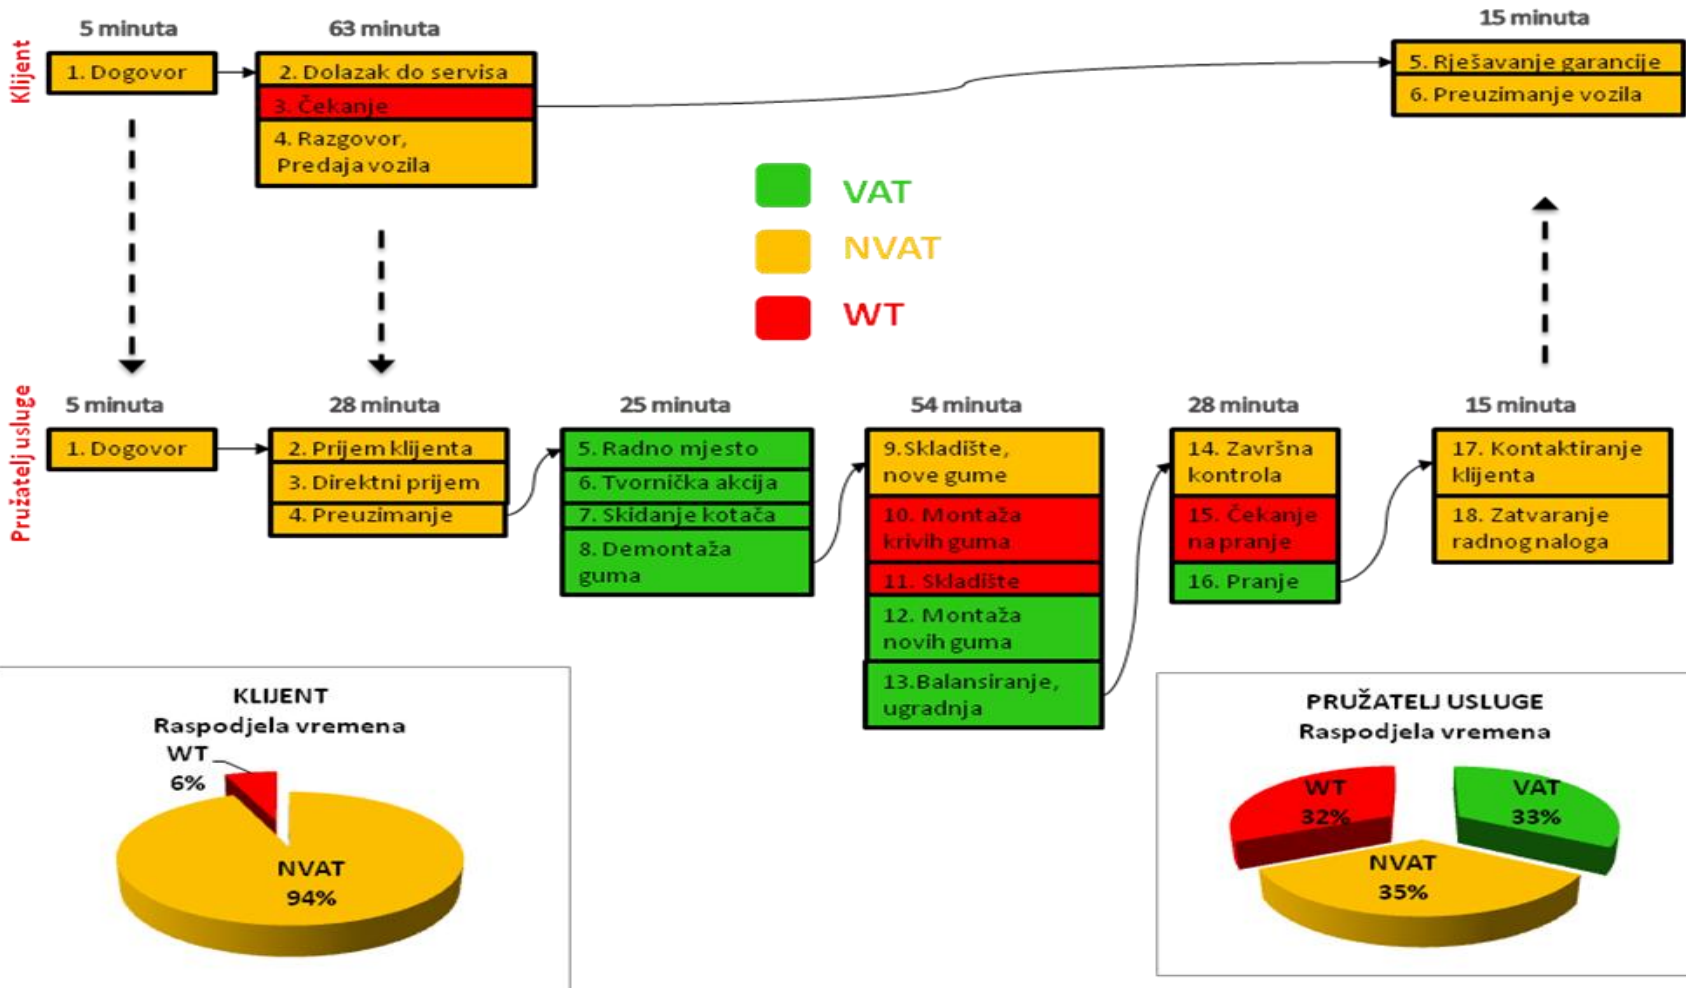 5 minuta
63 minuta
15 minuta
Klijent
1. Dogovor
2. Dolazak do servisa
3. Čekanje
4. Razgovor,
Predaja vozila
5. Rješavanje garancije
6. Preuzimanje vozila
VAT
NVAT
WT
Pružatelj usluge
5 minuta
28 minuta
25 minuta
54 minuta
28 minuta
15 minuta
1. Dogovor
2. Prijem klijenta
3. Direktni prijem
4. Preuzimanje
5. Radno mjesto
6. Tvornička akcija
7. Skidanje kotača
8. Demontaža
guma
9.Skladište,
nove gume
10. Montaža
krivih guma
11. Skladište
12. Montaža
novih guma
13.Balansiranje,
ugradnja
14. Završna
kontrola
15. Čekanje
na pranje
16. Pranje
17. Kontaktiranje
klijenta
18. Zatvaranje
radnog naloga
KLIJENT
Raspodjela vremena
WT
6%
NVAT
94%
PRUŽATELJ USLUGE
Raspodjela vremena
WT
32%
VAT
33%
NVAT
35%